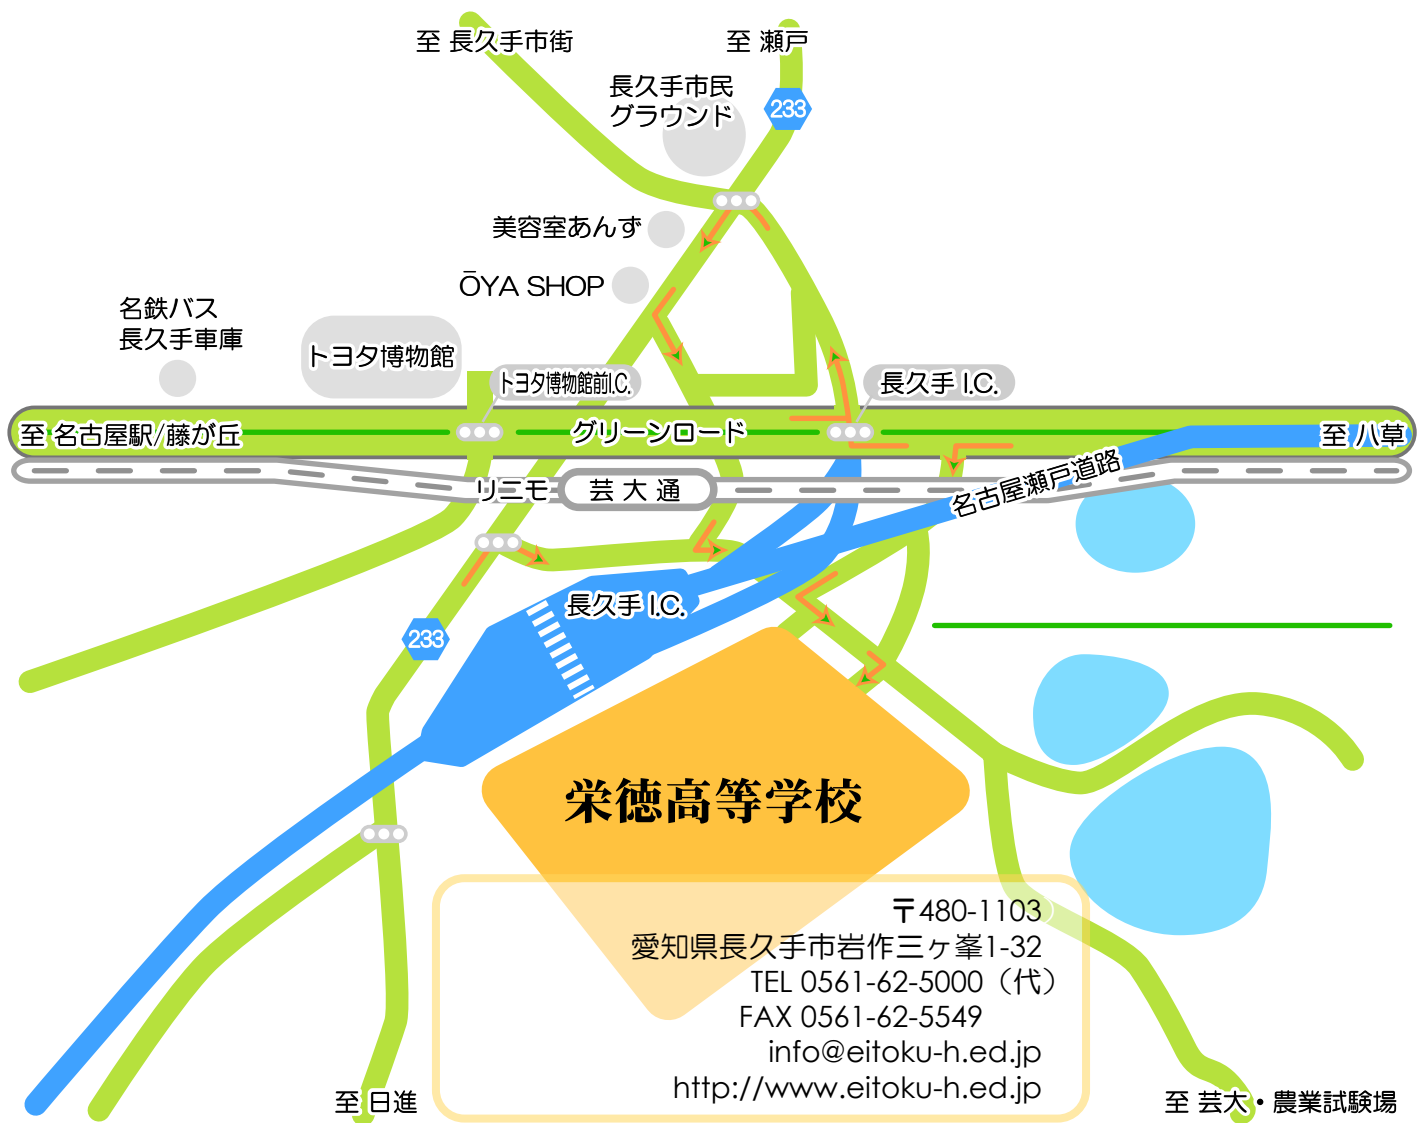 至 長久手市街
至 瀬戸
長久手市民
グラウンド
233
美容室あんず
ŌYA SHOP
名鉄バス
長久手車庫
トヨタ博物館
トヨタ博物館前I.C.
長久手 I.C.
至 名古屋駅/藤が丘
グリーンロード
至 八草
リニモ
芸 大 通
名古屋瀬戸道路
長久手 I.C.
233
栄徳高等学校
〒480-1103
愛知県長久手市岩作三ヶ峯1-32
TEL 0561-62-5000（代）
FAX 0561-62-5549
info@eitoku-h.ed.jp
http://www.eitoku-h.ed.jp
至 日進
至 芸大・農業試験場